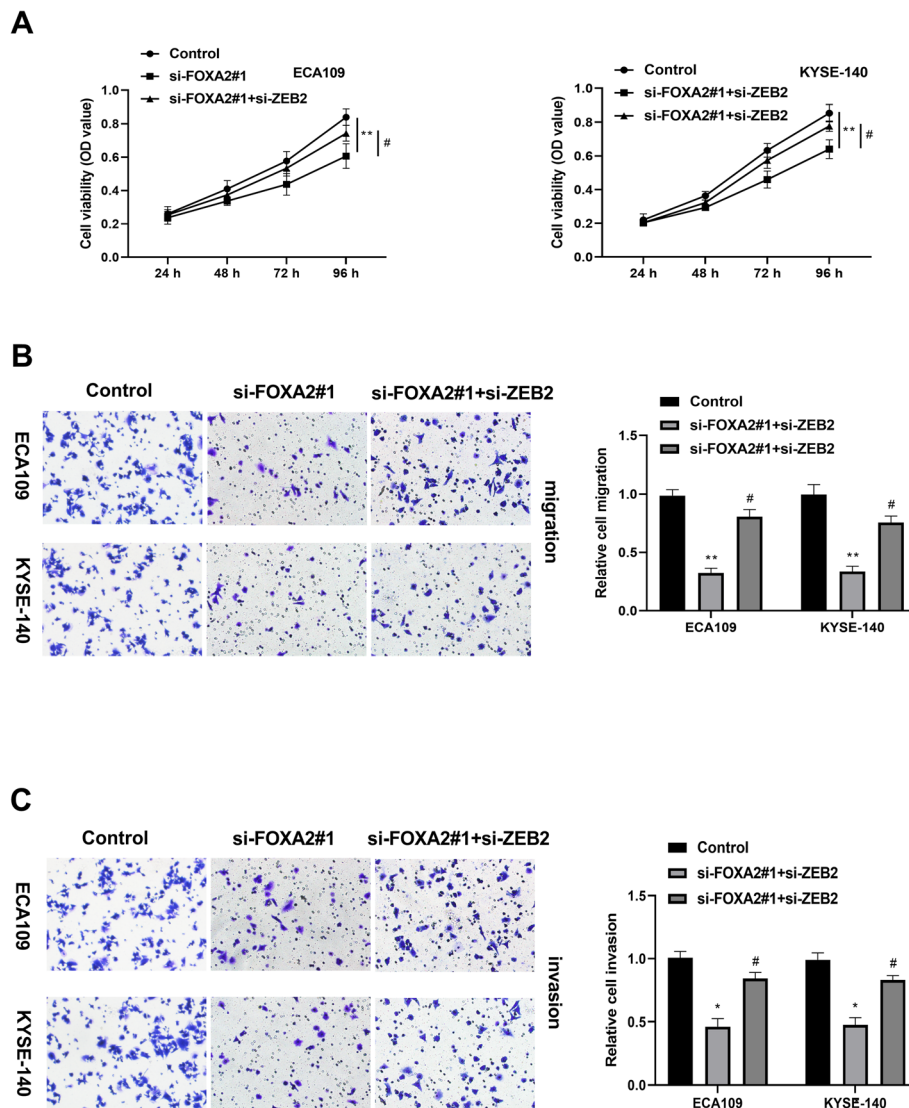 A
Control
si-FOXA2#1
si-FOXA2#1+si-ZEB2
ECA109
Cell viability (OD value)
1.0
0.8
0.6
0.4
0.2
0.0
24 h 48 h 72 h 96 h
** #
Control
si-FOXA2#1+si-ZEB2
si-FOXA2#1+si-ZEB2
KYSE-140
Cell viability (OD value)
1.0
0.8
0.6
0.4
0.2
0.0
24 h 48 h 72 h 96 h
** #
B
Control si-FOXA2#1 si-FOXA2#1+si-ZEB2
ECA109
KYSE-140
migration
Control
si-FOXA2#1+si-ZEB2
si-FOXA2#1+si-ZEB2
Relative cell migration
1.5
1.0
0.5
0.0
** # ** #
ECA109 KYSE-140
C
Control si-FOXA2#1 si-FOXA2#1+si-ZEB2
ECA109
KYSE-140
invasion
Control
si-FOXA2#1+si-ZEB2
si-FOXA2#1+si-ZEB2
Relative cell invasion
1.5
1.0
0.5
0.0
* # * #
ECA109 KYSE-140